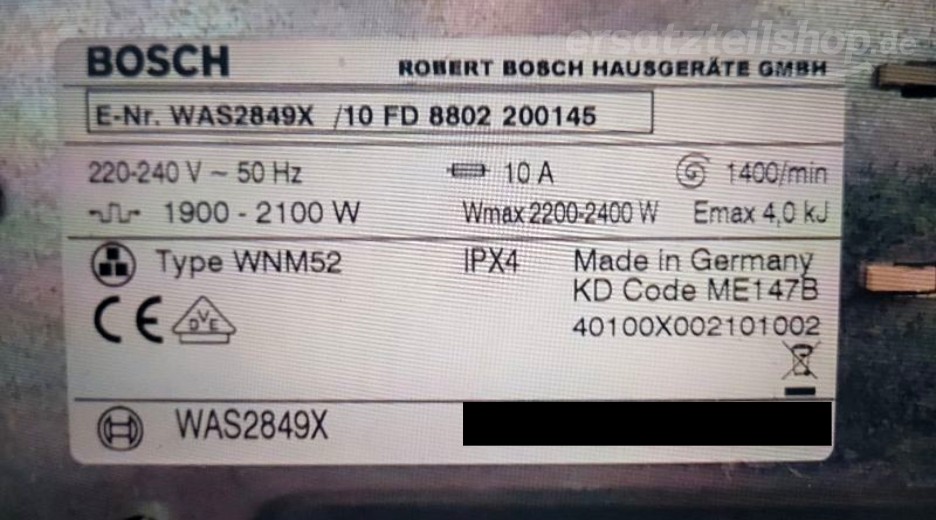 ersatzteilshop.de
BOSCH
ROBERT BOSCH HAUSGERÄTE GMBH
E-Nr. WAS2849X /10 FD 8802 200145
220-240 V ~ 50 Hz 10 A 1400/min
1900 - 2100 W Wmax 2200-2400 W Emax 4,0 kJ
Type WNM52 IPX4 Made in Germany
KD Code ME147B
CE DVE 40100X002101002
WAS2849X